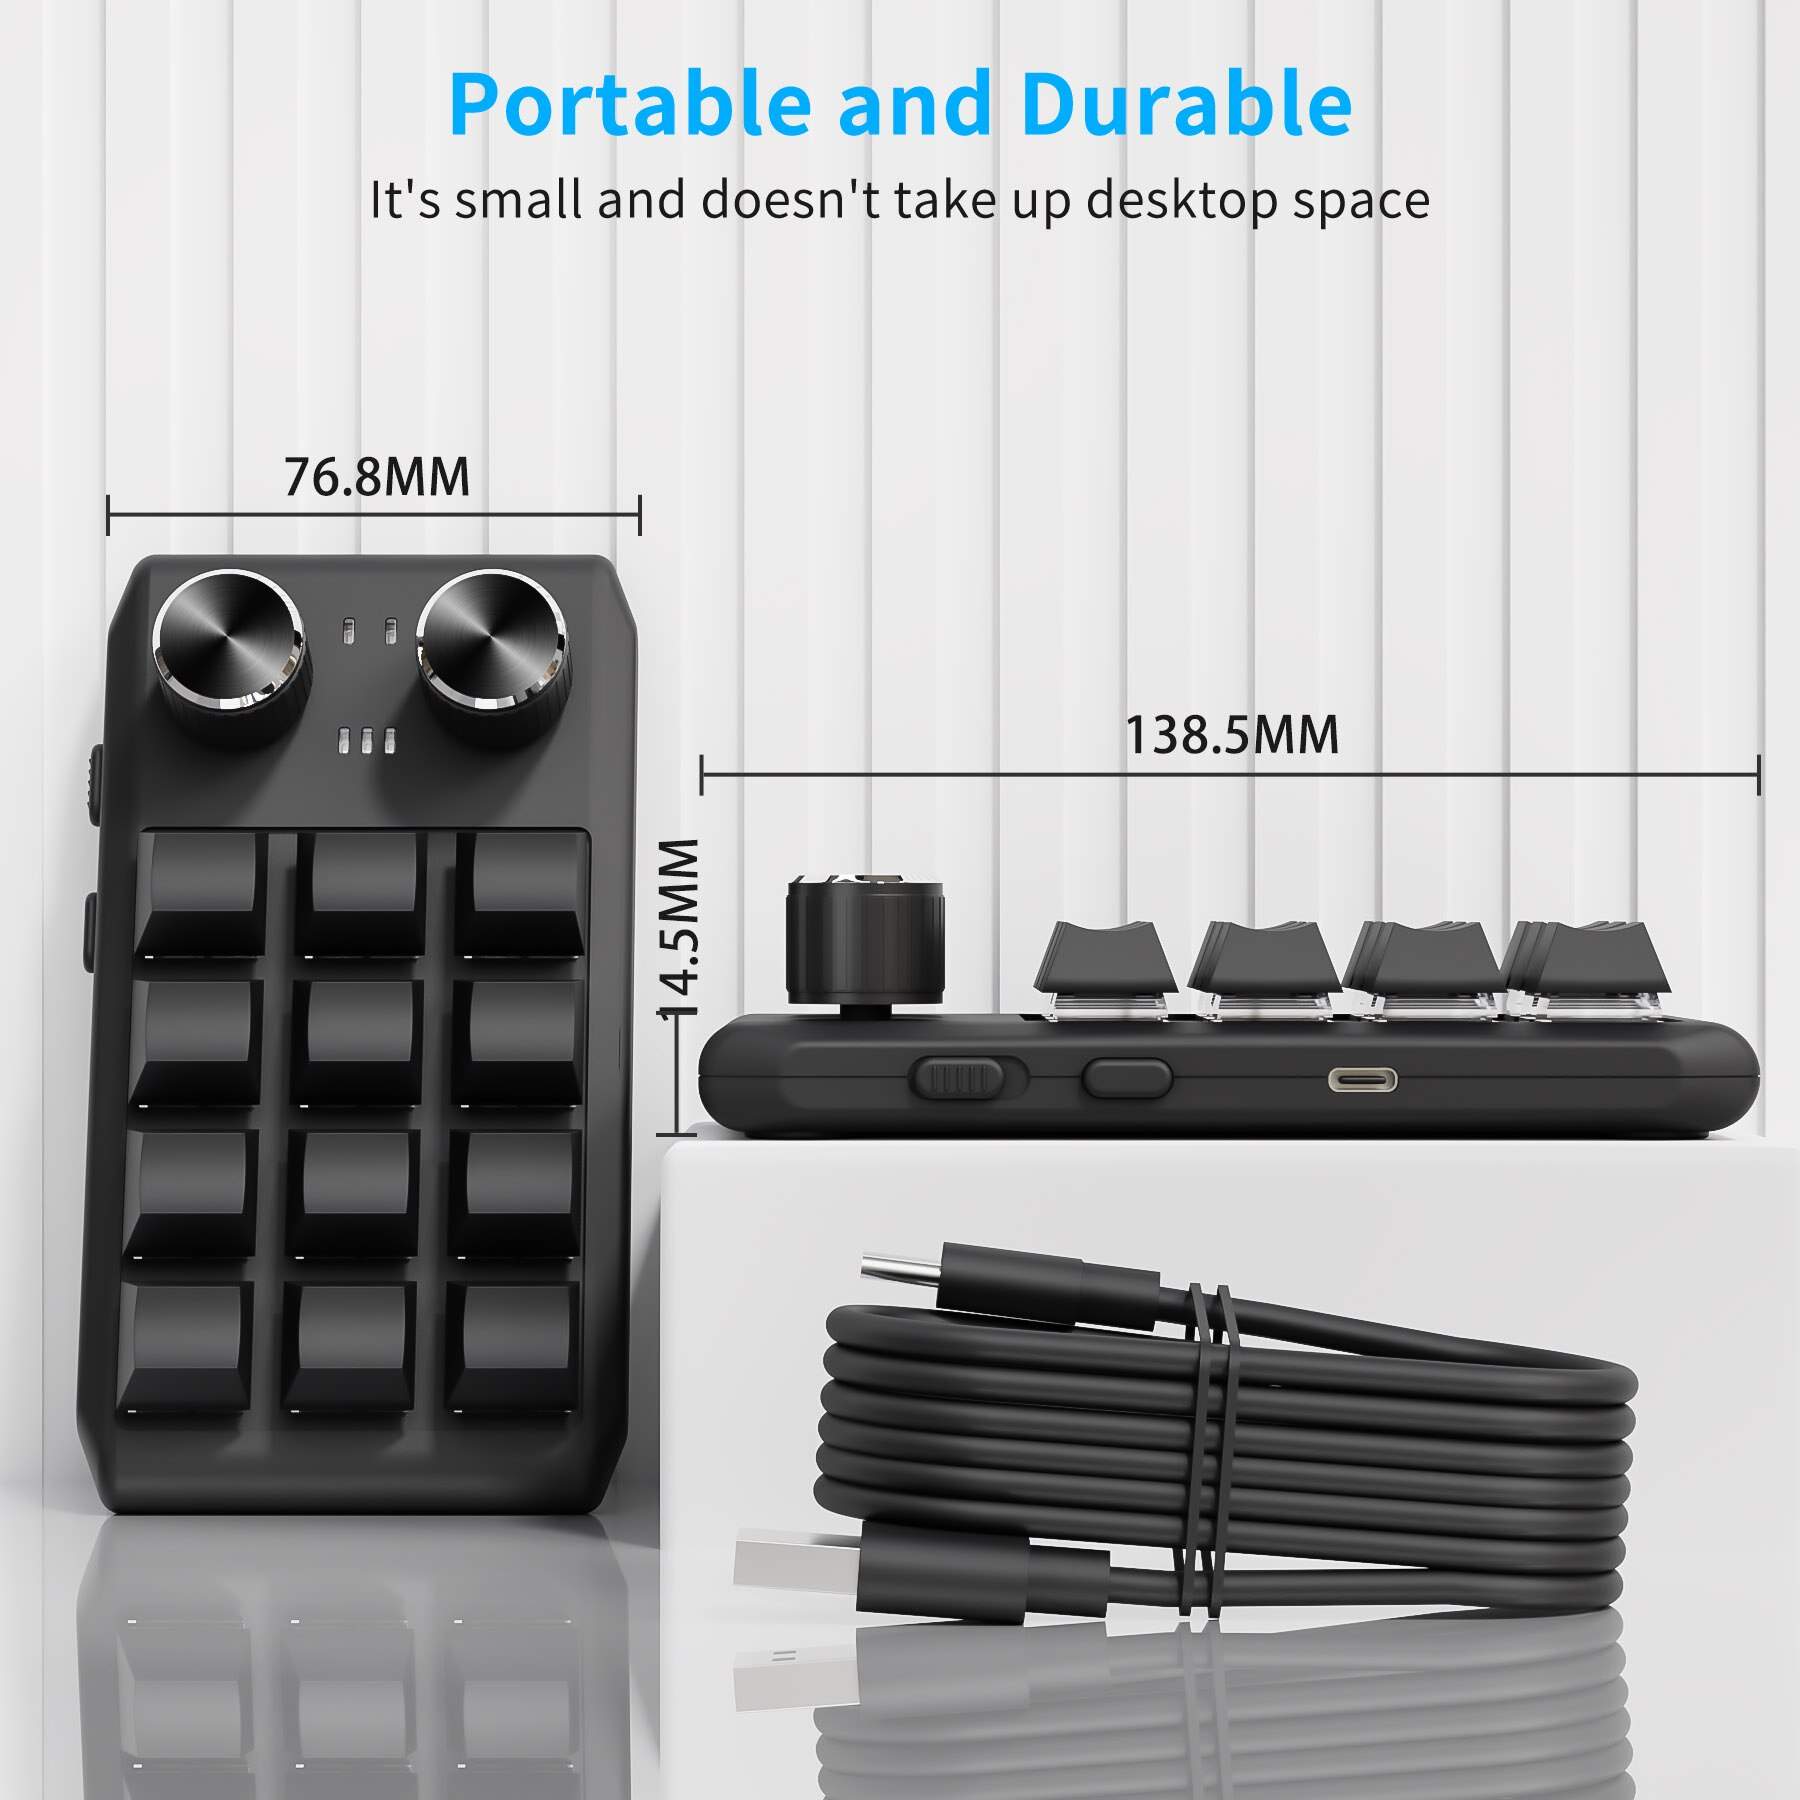 Portable and Durable
It's small and doesn't take up desktop space
76.8MM
138.5MM
14.5MM